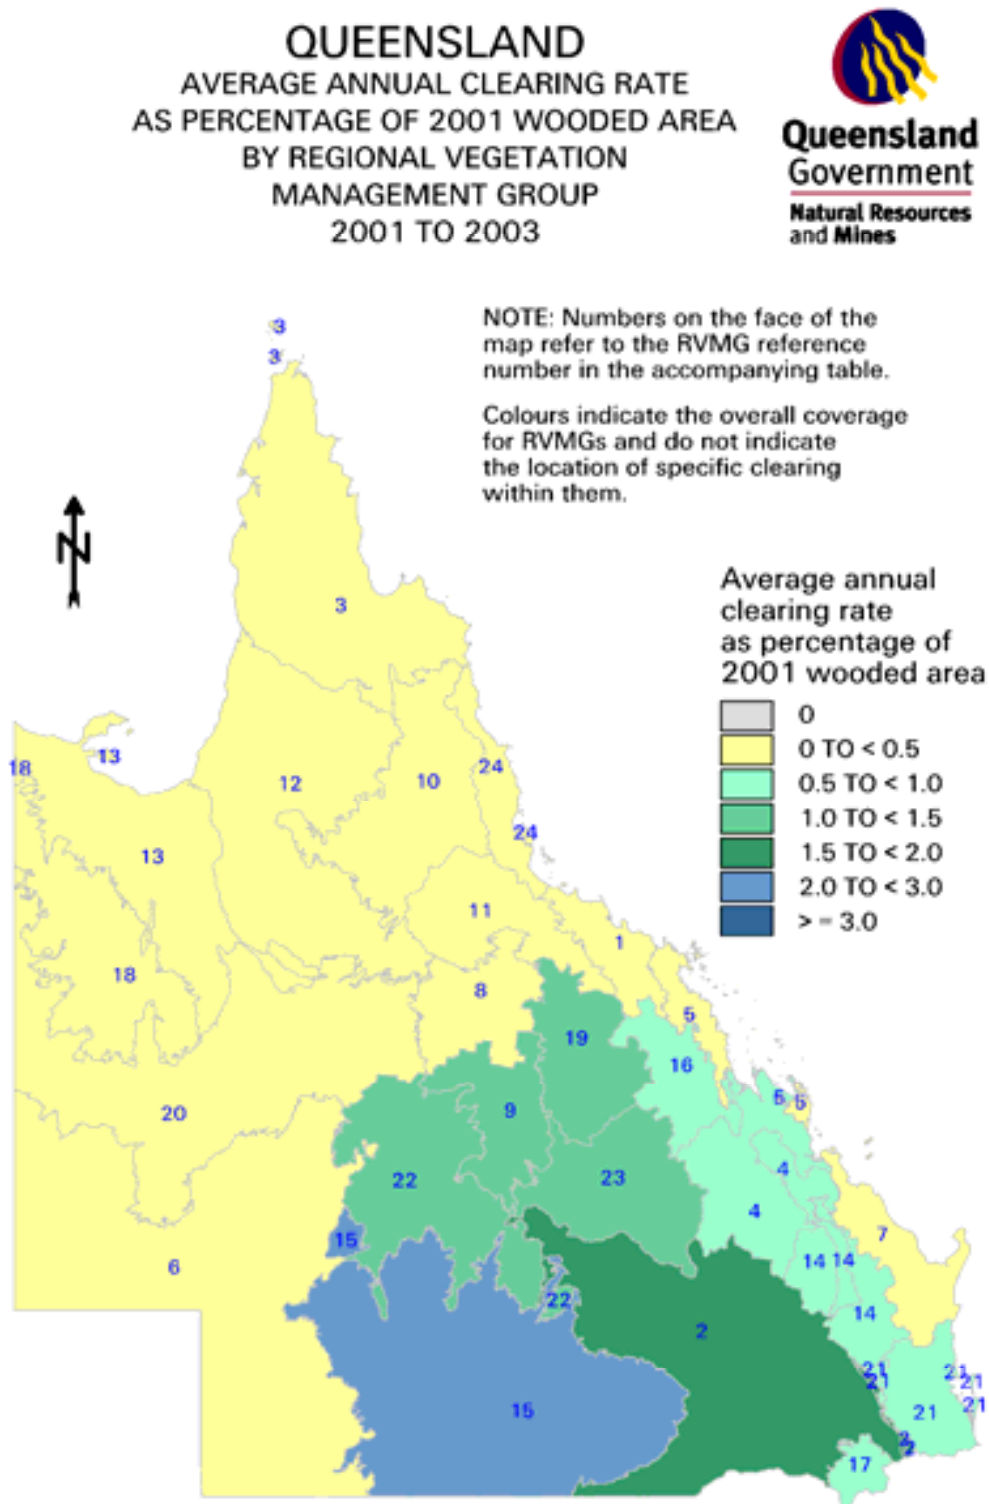 QUEENSLAND
AVERAGE ANNUAL CLEARING RATE
AS PERCENTAGE OF 2001 WOODED AREA
BY REGIONAL VEGETATION
MANAGEMENT GROUP
2001 TO 2003
Queensland
Government
Natural Resources
and Mines
NOTE: Numbers on the face of the
map refer to the RVMG reference
number in the accompanying table.
Colours indicate the overall coverage
for RVMGs and do not indicate
the location of specific clearing
within them.
N
Average annual
clearing rate
as percentage of
2001 wooded area
0
0 TO < 0.5
0.5 TO < 1.0
1.0 TO < 1.5
1.5 TO < 2.0
2.0 TO < 3.0
> = 3.0
3
3
3
13
18
24
12
10
24
13
11
1
18
8
5
19
16
5
5
9
20
4
23
22
4
7
15
14
14
6
22
14
2
21
21
21
21
21
15
21
2
2
17